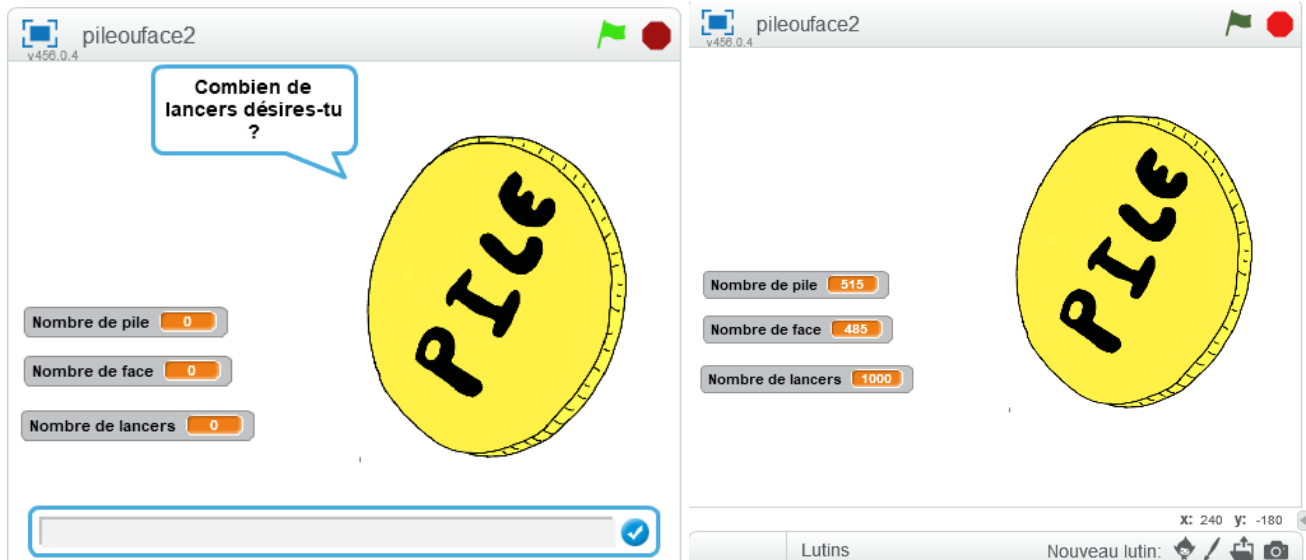 pileouface2
v456.0.4
Combien de
lancers désires-tu
?
PILE
Nombre de pile 0
Nombre de face 0
Nombre de lancers 0
pileouface2
v456.0.4
PILE
Nombre de pile 515
Nombre de face 485
Nombre de lancers 1000
x: 240 y: -180
Lutins
Nouveau lutin: